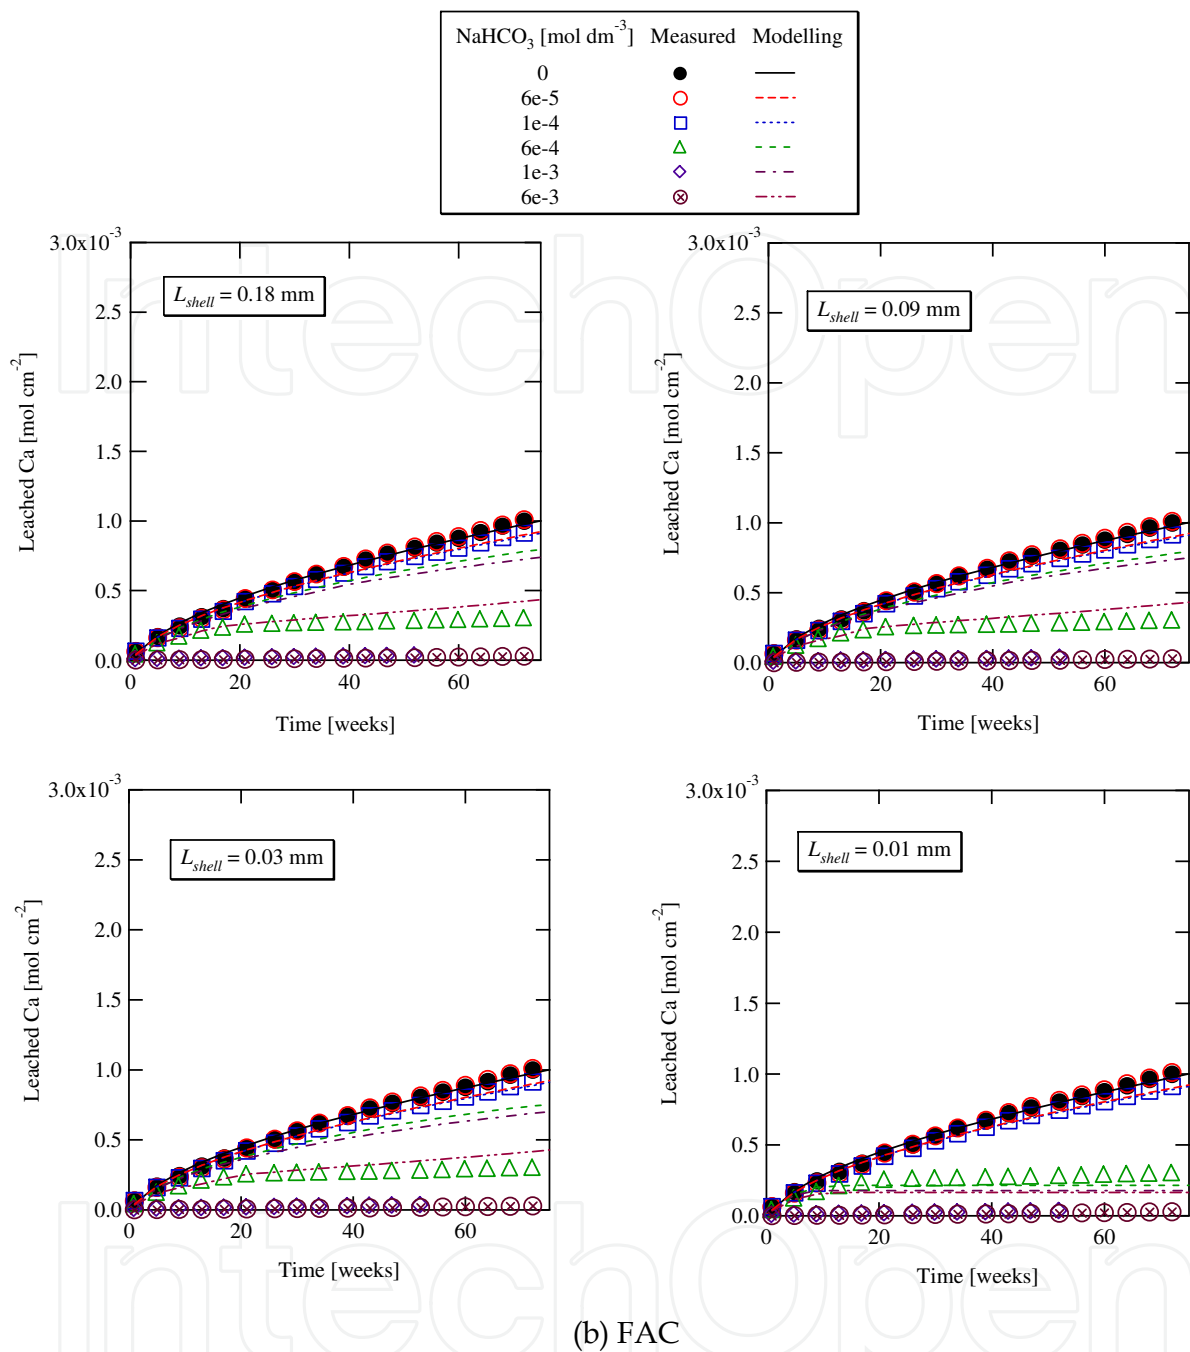 NaHCO3 [mol dm-3] Measured Modelling
0
6e-5
1e-4
6e-4
1e-3
6e-3
IntechOpen
3.0x10-3
2.5
2.0
1.5
1.0
0.5
0.0
Leached Ca [mol cm-2]
Lshell = 0.18 mm
0 20 40 60
Time [weeks]
3.0x10-3
2.5
2.0
1.5
1.0
0.5
0.0
Leached Ca [mol cm-2]
Lshell = 0.09 mm
0 20 40 60
Time [weeks]
3.0x10-3
2.5
2.0
1.5
1.0
0.5
0.0
Leached Ca [mol cm-2]
Lshell = 0.03 mm
0 20 40 60
Time [weeks]
3.0x10-3
2.5
2.0
1.5
1.0
0.5
0.0
Leached Ca [mol cm-2]
Lshell = 0.01 mm
0 20 40 60
Time [weeks]
IntechOpen
(b) FAC